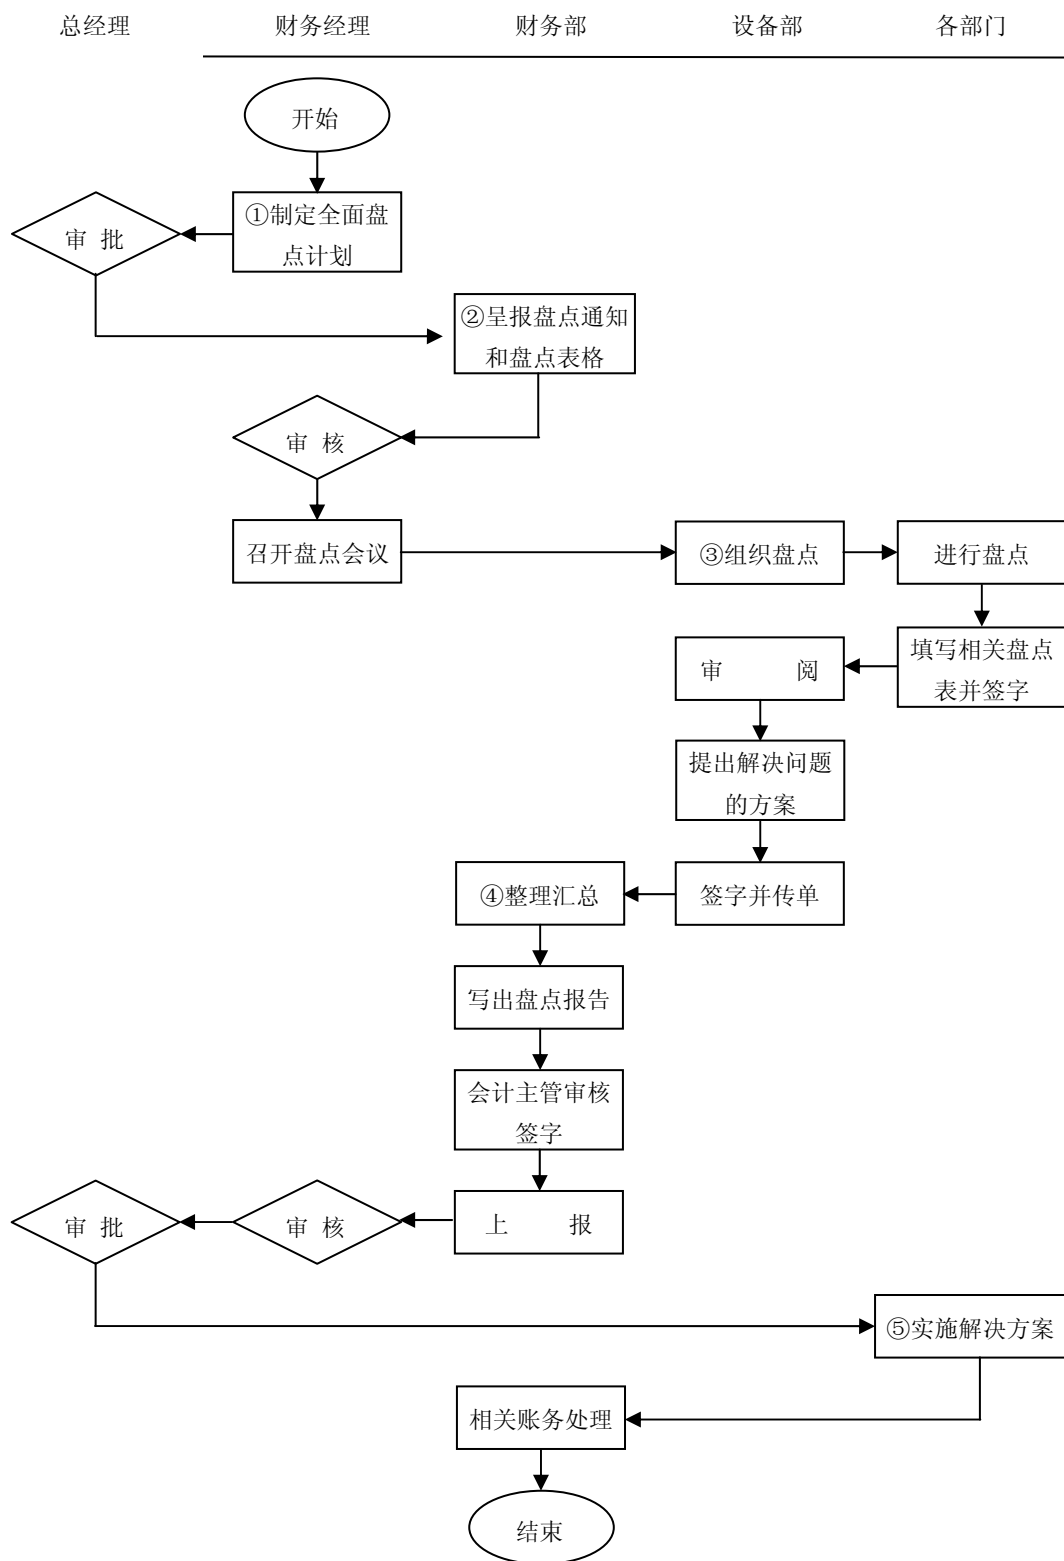 总经理 财务经理 财务部 设备部 各部门
开始
①制定全面盘
点计划
审 批
②呈报盘点通知
和盘点表格
审 核
召开盘点会议
③组织盘点
进行盘点
填写相关盘点
表并签字
审 阅
提出解决问题
的方案
签字并传单
④整理汇总
写出盘点报告
会计主管审核
签字
上 报
审 核
审 批
⑤实施解决方案
相关账务处理
结束